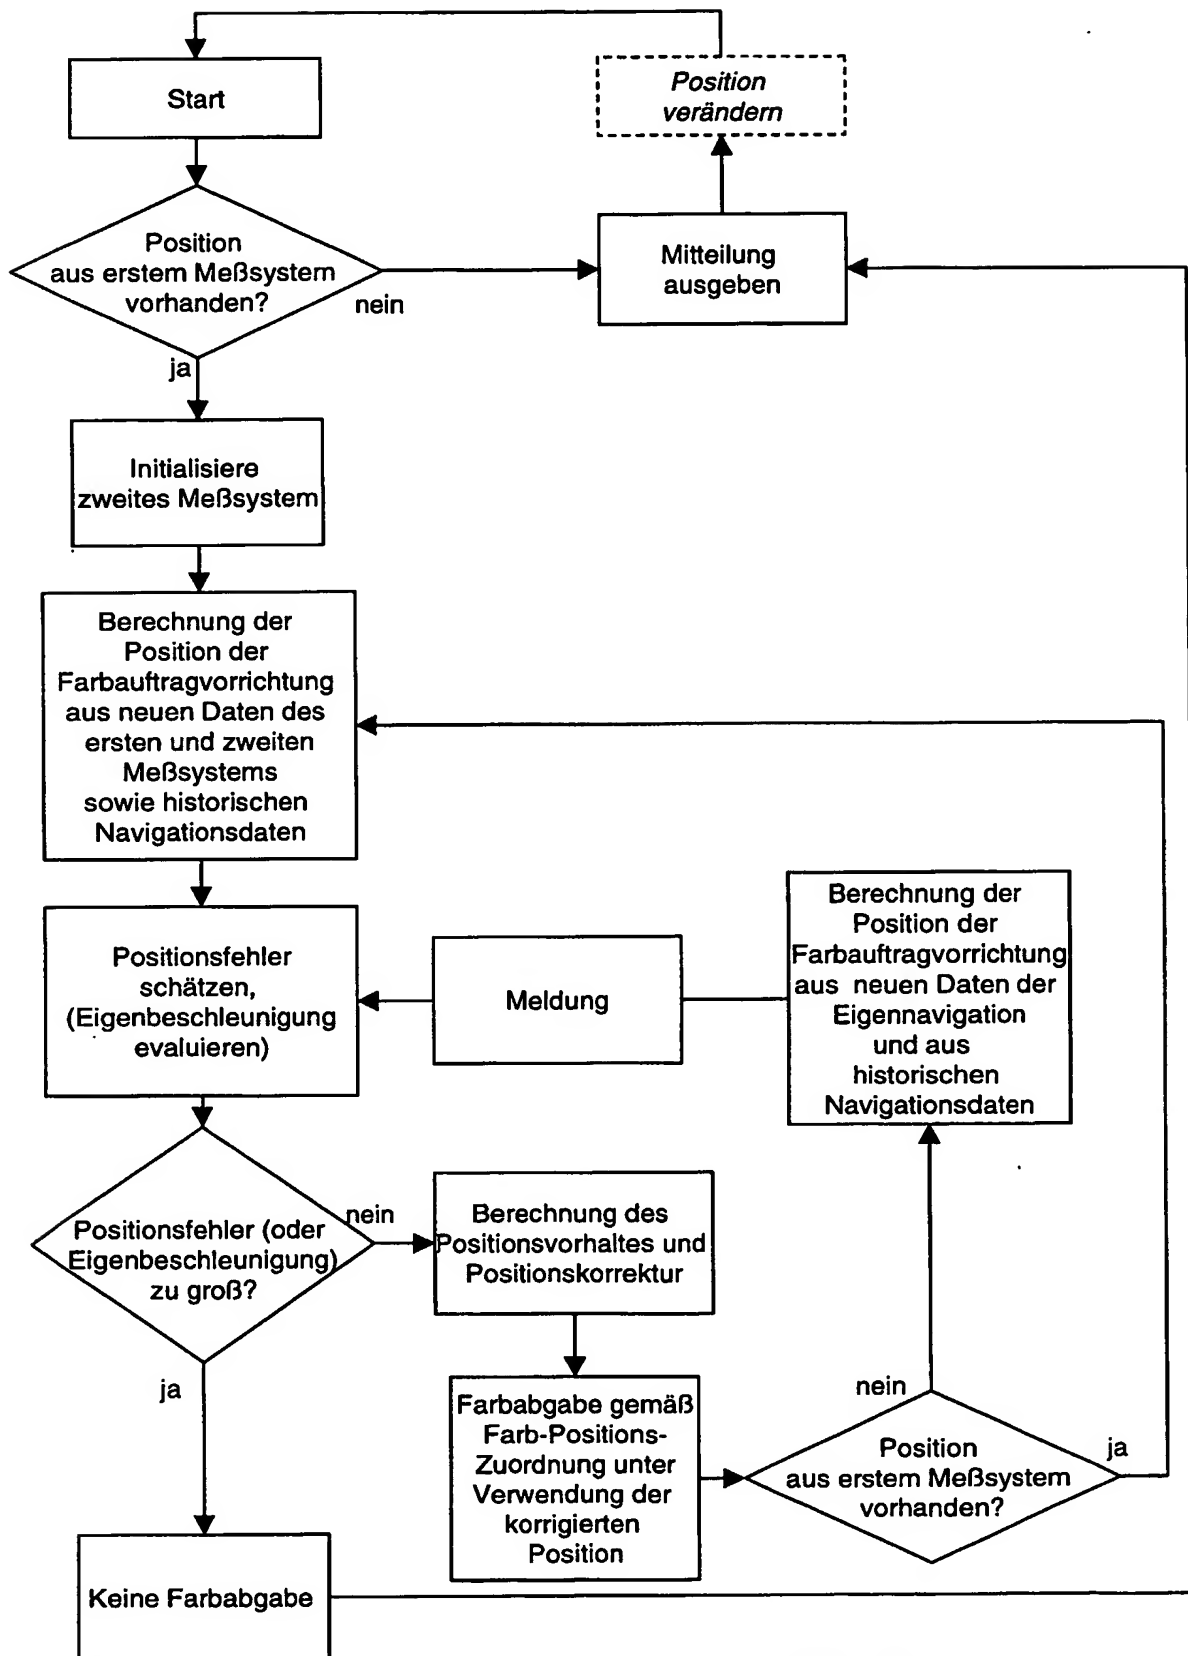 Start
Position
verändern
Position
aus erstem Meßsystem
vorhanden?
nein
ja
Mitteilung
ausgeben
Initialisiere
zweites Meßsystem
Berechnung der
Position der
Farbauftragvorrichtung
aus neuen Daten des
ersten und zweiten
Meßsystems
sowie historischen
Navigationsdaten
Positionsfehler
schätzen,
(Eigenbeschleunigung
evaluieren)
Meldung
Berechnung der
Position der
Farbauftragvorrichtung
aus neuen Daten der
Eigennavigation
und aus
historischen
Navigationsdaten
Positionsfehler (oder
Eigenbeschleunigung)
zu groß?
nein
ja
Berechnung des
Positionsvorhaltes und
Positionskorrektur
Farbabgabe gemäß
Farb-Positions-
Zuordnung unter
Verwendung der
korrigierten
Position
nein
Position
aus erstem Meßsystem
vorhanden?
ja
Keine Farbabgabe